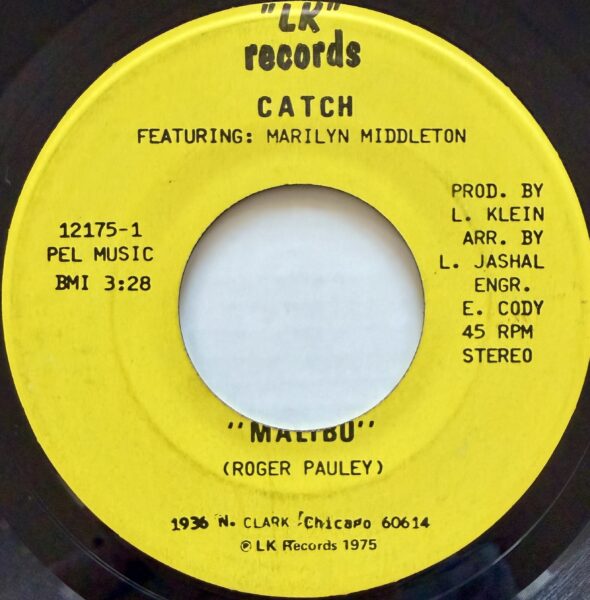 "LK"
records
CATCH
FEATURING: MARILYN MIDDLETON
12175-1
PEL MUSIC
BMI 3:28
PROD. BY
L. KLEIN
ARR. BY
L. JASHAL
ENGR.
E. CODY
45 RPM
STEREO
"MALIBU"
(ROGER PAULEY)
1936 N. CLARK Chicago 60614
℗ LK Records 1975